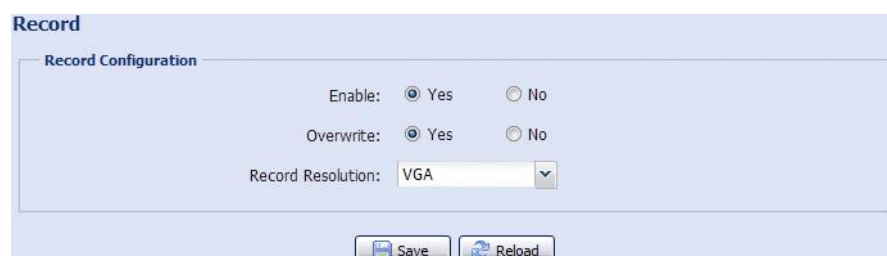 Record
Record Configuration
Enable: Yes No
Overwrite: Yes No
Record Resolution: VGA
Save Reload